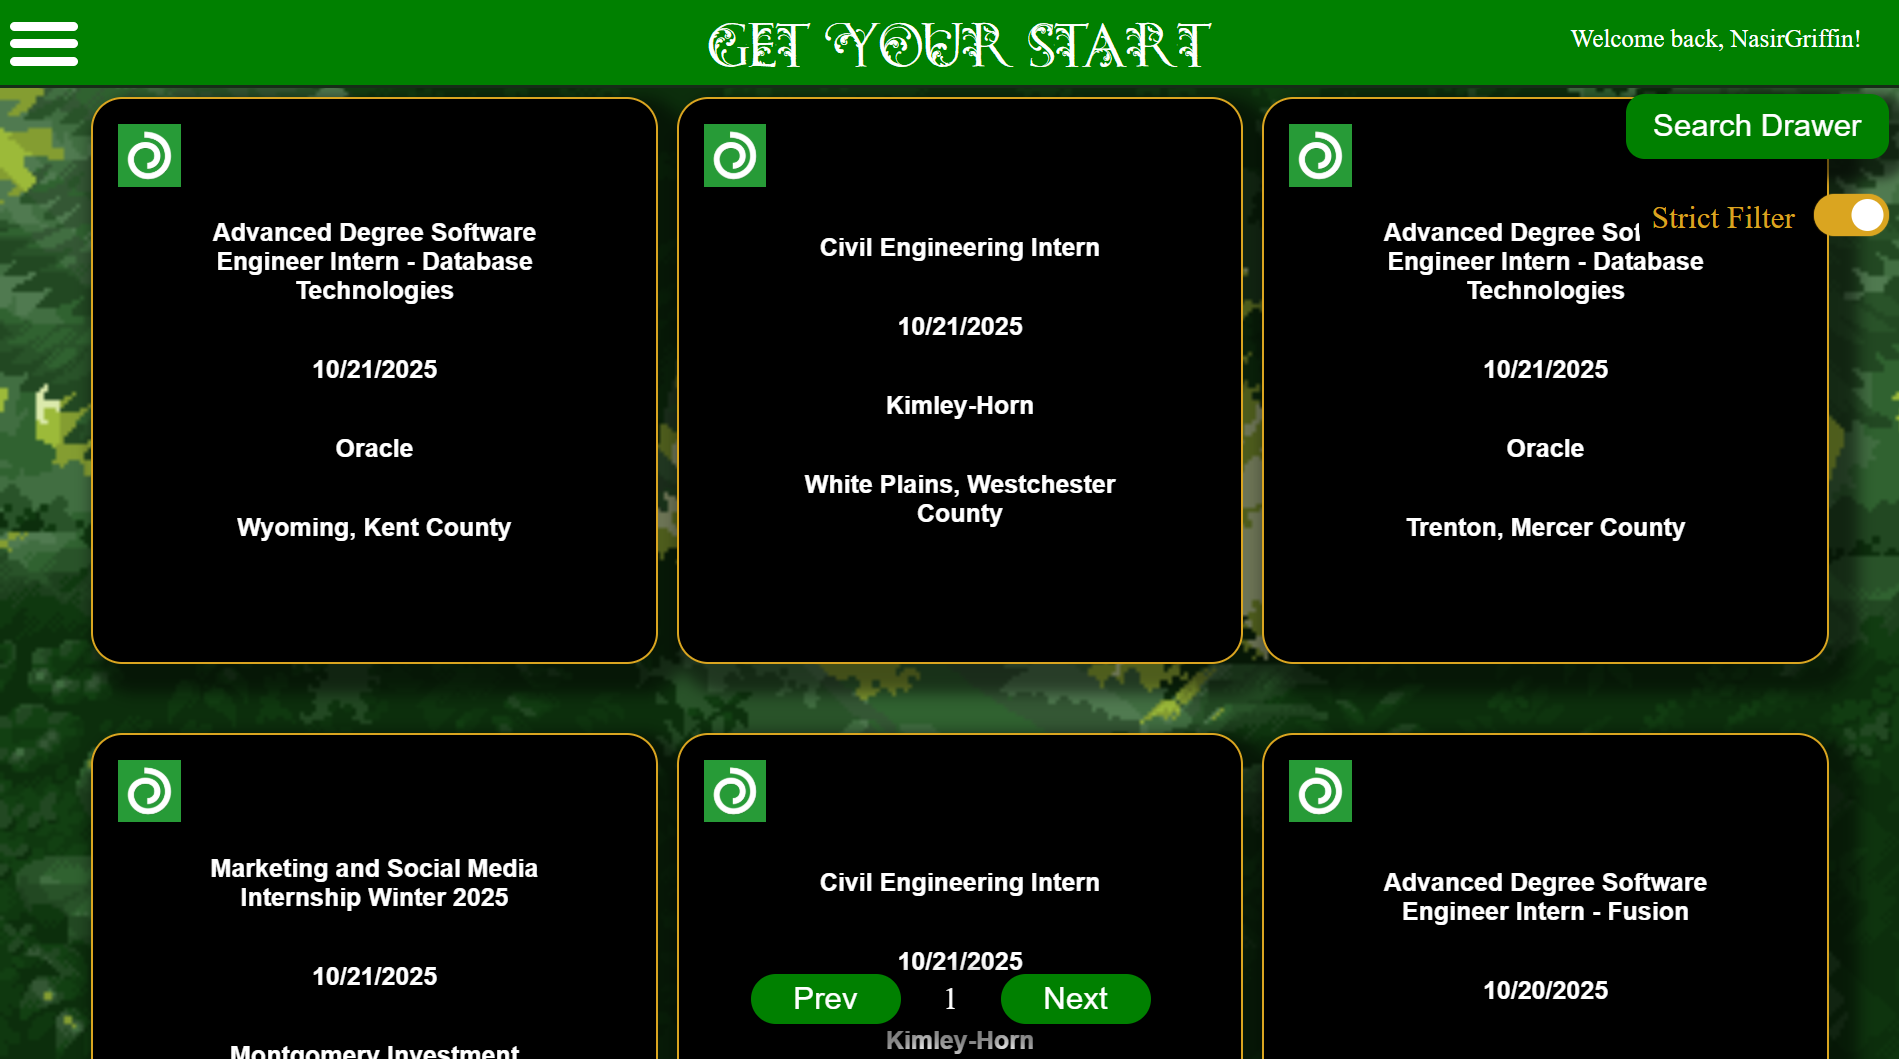 GET YOUR START
Welcome back, NasirGriffin!
Search Drawer
Strict Filter
Advanced Degree Software
Engineer Intern - Database
Technologies
10/21/2025
Oracle
Wyoming, Kent County
Civil Engineering Intern
10/21/2025
Kimley-Horn
White Plains, Westchester
County
Advanced Degree Sof
Engineer Intern - Database
Technologies
10/21/2025
Oracle
Trenton, Mercer County
Marketing and Social Media
Internship Winter 2025
10/21/2025
Montgomery Investment
Civil Engineering Intern
10/21/2025
Kimley-Horn
Advanced Degree Software
Engineer Intern - Fusion
10/20/2025
Prev 1 Next